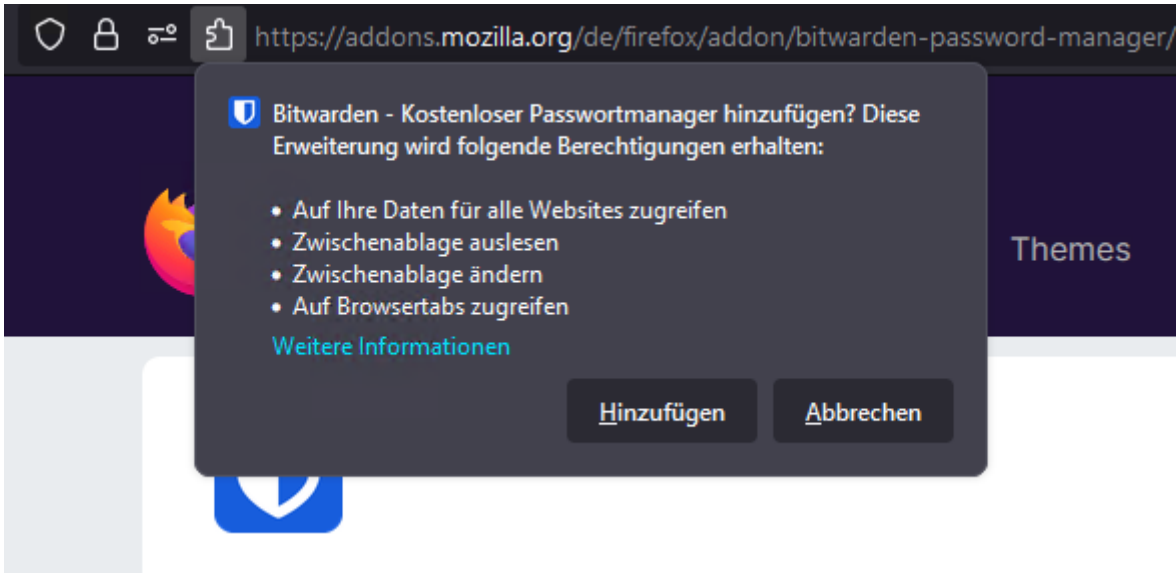 https://addons.mozilla.org/de/firefox/addon/bitwarden-password-manager/
Bitwarden - Kostenloser Passwortmanager hinzufügen? Diese
Erweiterung wird folgende Berechtigungen erhalten:
• Auf Ihre Daten für alle Websites zugreifen
• Zwischenablage auslesen
• Zwischenablage ändern
• Auf Browsertabs zugreifen
Weitere Informationen
Hinzufügen Abbrechen
Themes